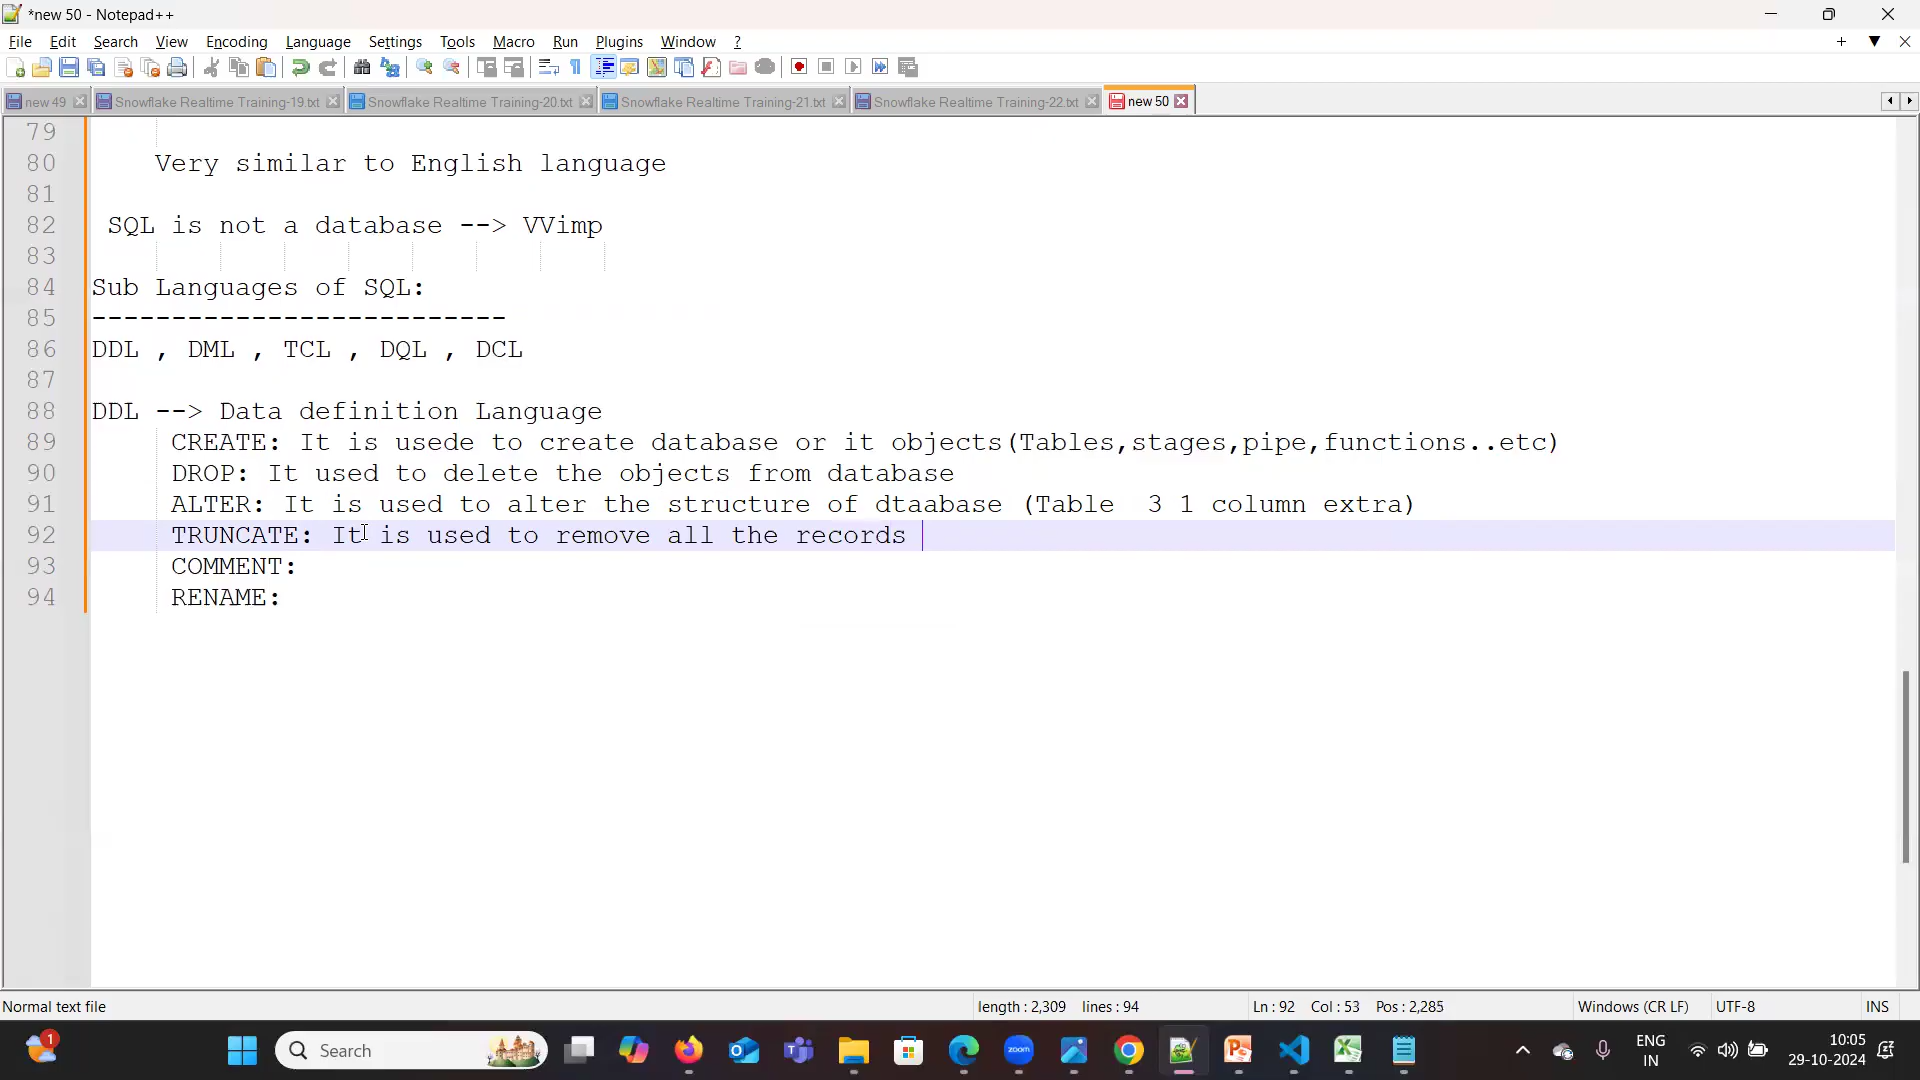 *new 50 - Notepad++
File Edit Search View Encoding Language Settings Tools Macro Run Plugins Window ?
new 49 Snowflake Realtime Training-19.txt Snowflake Realtime Training-20.txt Snowflake Realtime Training-21.txt Snowflake Realtime Training-22.txt new 50
79
80 Very similar to English language
81
82 SQL is not a database --> VVimp
83
84 Sub Languages of SQL:
85 --------------------------
86 DDL , DML , TCL , DQL , DCL
87
88 DDL --> Data definition Language
89 CREATE: It is usede to create database or it objects(Tables,stages,pipe,functions..etc)
90 DROP: It used to delete the objects from database
91 ALTER: It is used to alter the structure of dtaabase (Table  3 1 column extra)
92 TRUNCATE: It is used to remove all the records
93 COMMENT:
94 RENAME:
Normal text file length : 2,309 lines : 94 Ln : 92 Col : 53 Pos : 2,285 Windows (CR LF) UTF-8 INS
1 Search zoom ENG 10:05
IN 29-10-2024